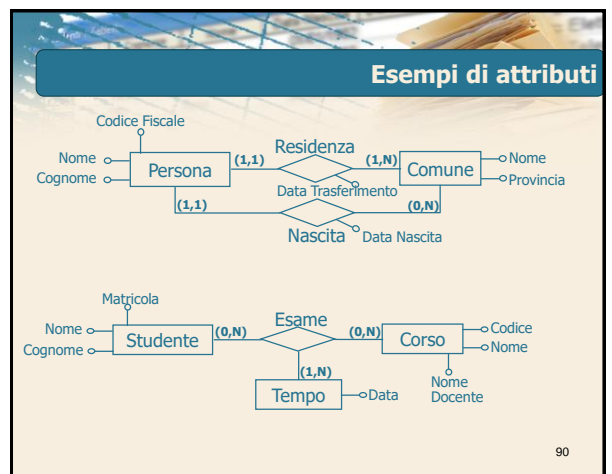 Esempi di attributi
Codice Fiscale
Nome
Cognome
Persona
(1,1)
Residenza
(1,N)
Data Trasferimento
Comune
Nome
Provincia
(1,1)
(0,N)
Nascita
Data Nascita
Matricola
Nome
Cognome
Studente
(0,N)
Esame
(0,N)
Corso
Codice
Nome
Nome
Docente
(1,N)
Tempo
Data
90